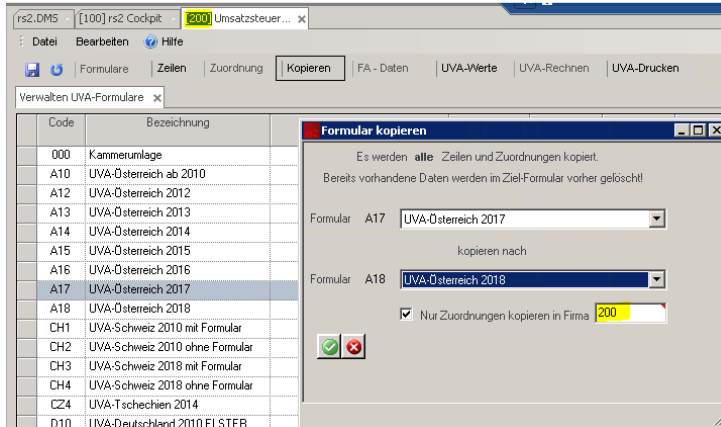 rs2.DMS [100] rs2 Cockpit [200] Umsatzsteuer... x
Datei Bearbeiten Hilfe
Formulare Zeilen Zuordnung Kopieren FA - Daten UVA-Werte UVA-Rechnen UVA-Drucken
Verwalten UVA-Formulare x
Code Bezeichnung
000 Kammerumlage
A10 UVA-Österreich ab 2010
A12 UVA-Österreich 2012
A13 UVA-Österreich 2013
A14 UVA-Österreich 2014
A15 UVA-Österreich 2015
A16 UVA-Österreich 2016
A17 UVA-Österreich 2017
A18 UVA-Österreich 2018
CH1 UVA-Schweiz 2010 mit Formular
CH2 UVA-Schweiz 2010 ohne Formular
CH3 UVA-Schweiz 2018 mit Formular
CH4 UVA-Schweiz 2018 ohne Formular
CZ4 UVA-Tschechien 2014
D10 UVA-Deutschland 2010 ELSTER
Formular kopieren
Es werden alle Zeilen und Zuordnungen kopiert.
Bereits vorhandene Daten werden im Ziel-Formular vorher gelöscht!
Formular A17 UVA-Österreich 2017
kopieren nach
Formular A18 UVA-Österreich 2018
Nur Zuordnungen kopieren in Firma 200